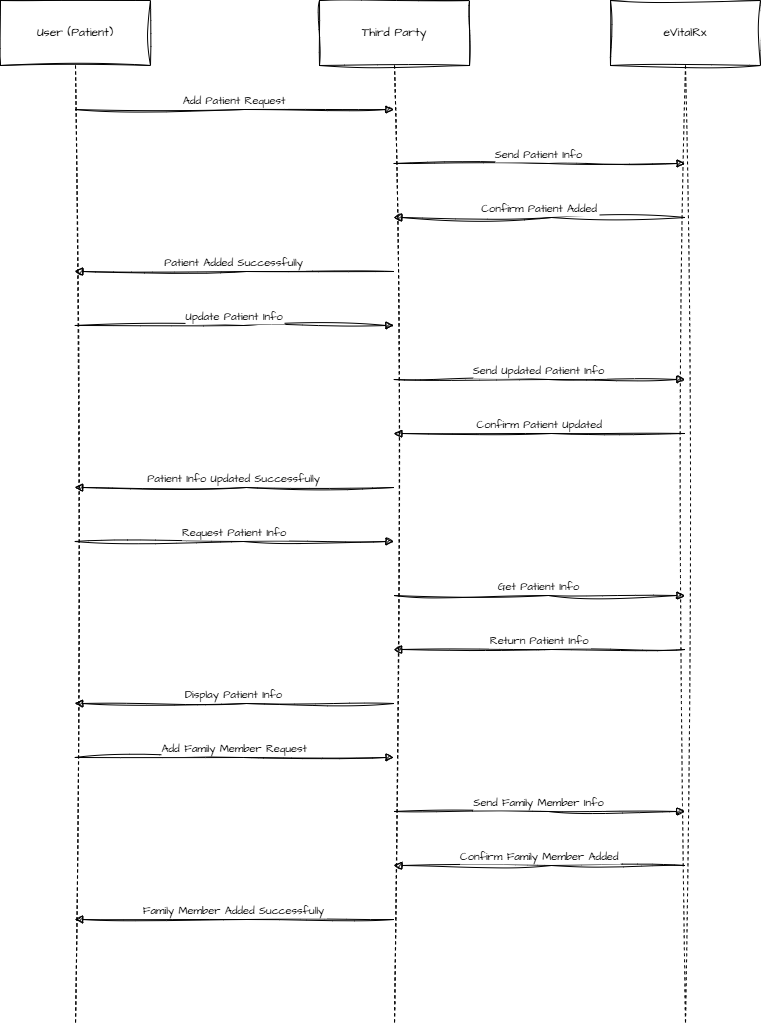 User (Patient)
Third Party
eVitalRx
Add Patient Request
Send Patient Info
Confirm Patient Added
Patient Added Successfully
Update Patient Info
Send Updated Patient Info
Confirm Patient Updated
Patient Info Updated Successfully
Request Patient Info
Get Patient Info
Return Patient Info
Display Patient Info
Add Family Member Request
Send Family Member Info
Confirm Family Member Added
Family Member Added Successfully